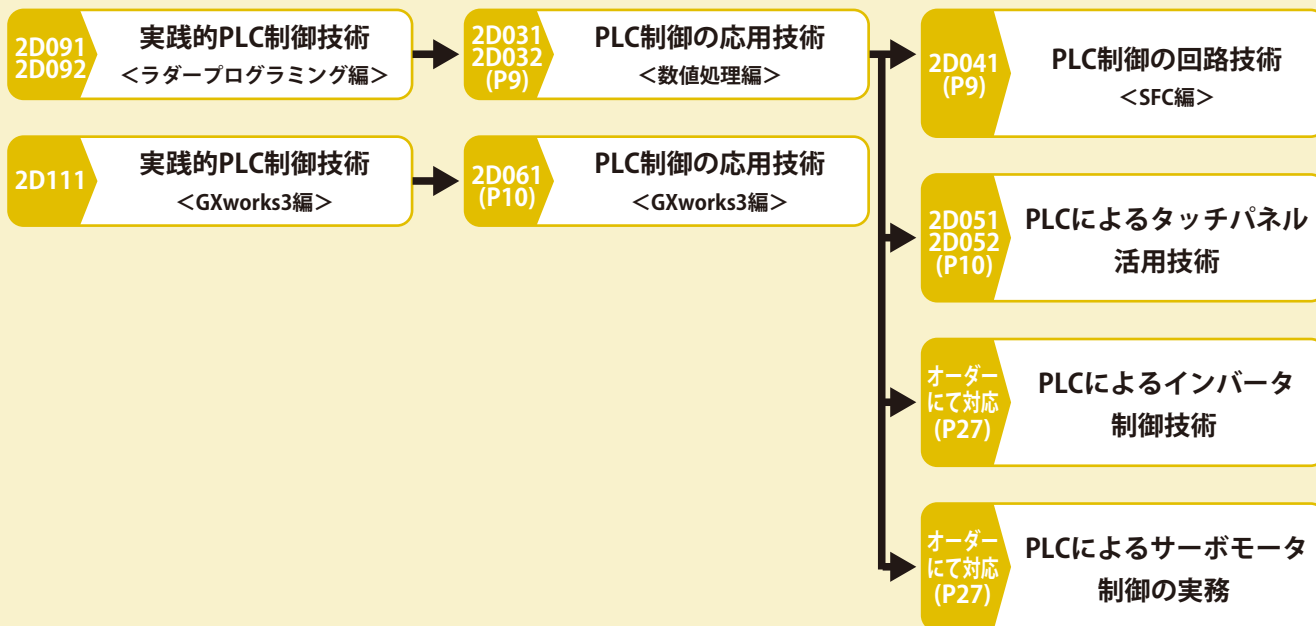 2D091
2D092
実践的PLC制御技術
＜ラダープログラミング編＞
2D031
2D032
(P9)
PLC制御の応用技術
＜数値処理編＞
2D041
(P9)
PLC制御の回路技術
＜SFC編＞
2D111
実践的PLC制御技術
＜GXworks3編＞
2D061
(P10)
PLC制御の応用技術
＜GXworks3編＞
2D051
2D052
(P10)
PLCによるタッチパネル
活用技術
オーダー
にて対応
(P27)
PLCによるインバータ
制御技術
オーダー
にて対応
(P27)
PLCによるサーボモータ
制御の実務